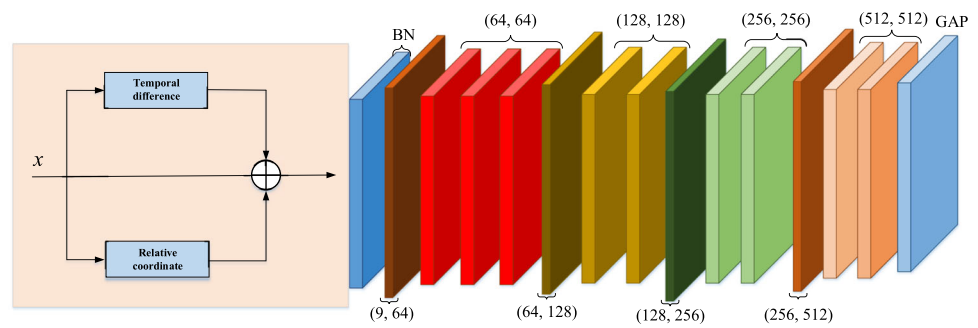 Temporal
difference
x
Relative
coordinate
BN
(64, 64)
(128, 128)
(256, 256)
(512, 512)
GAP
(9, 64)
(64, 128)
(128, 256)
(256, 512)